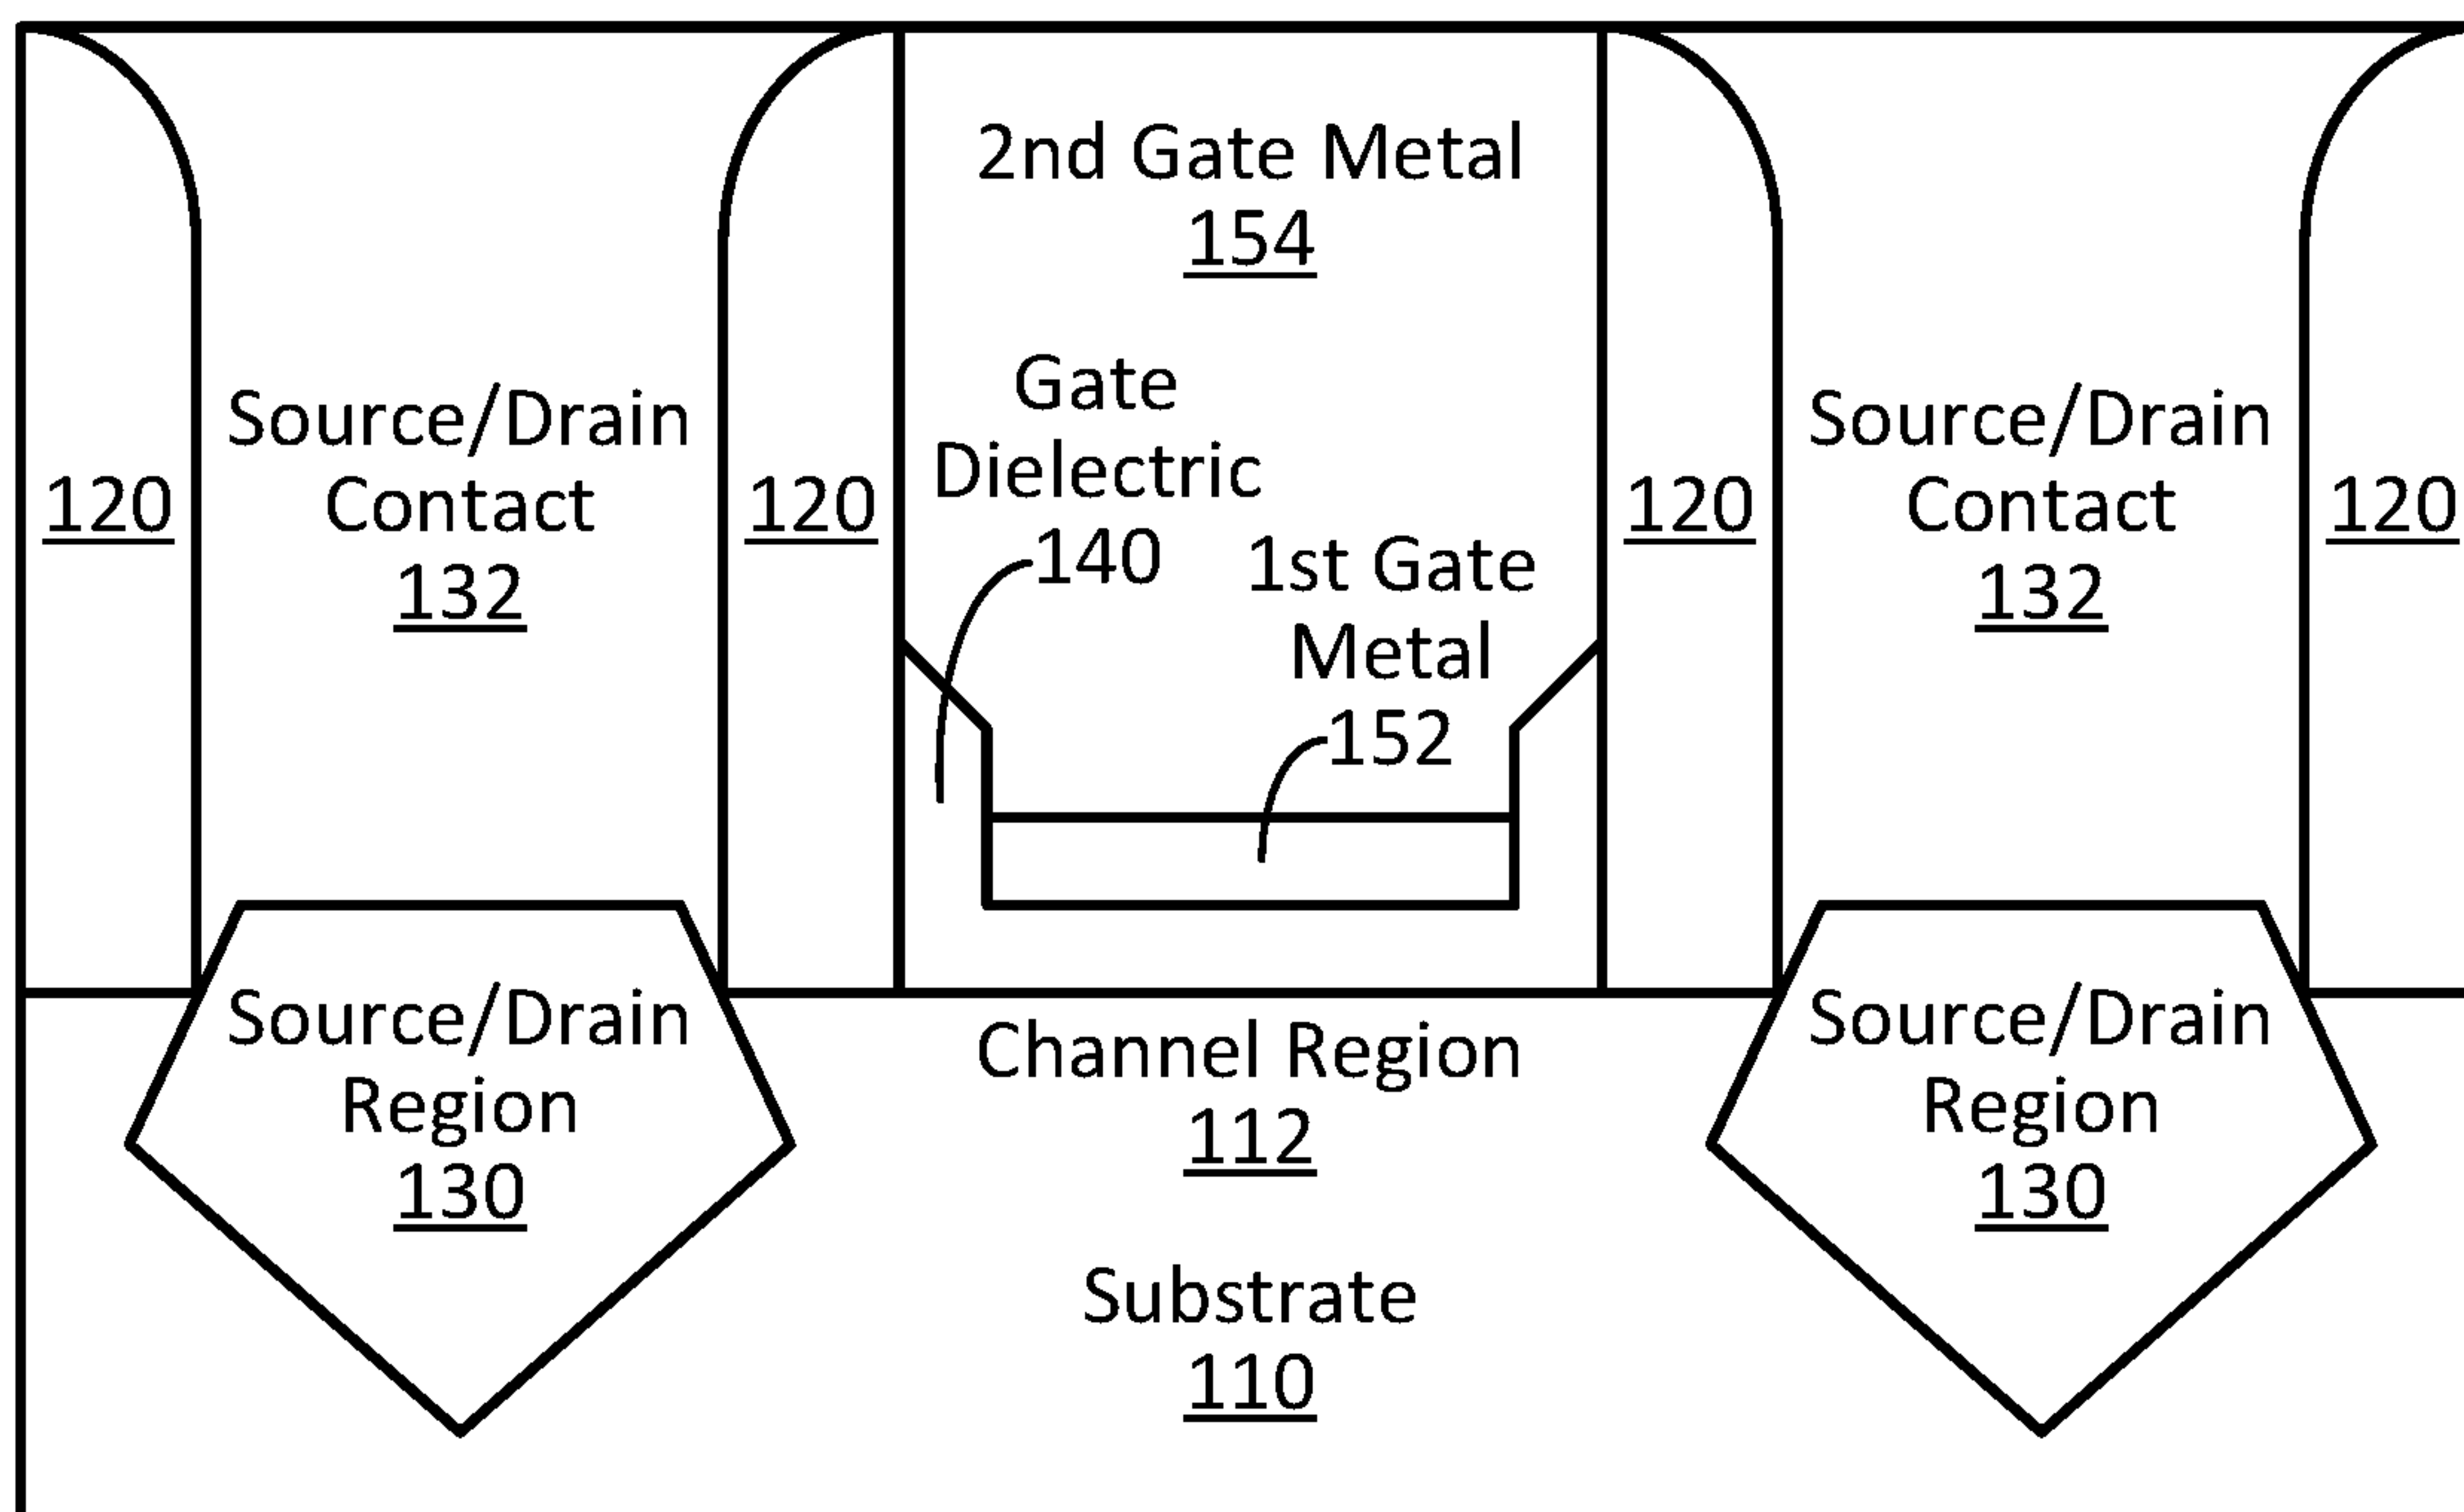 2nd Gate Metal
154
Gate
Dielectric
140
1st Gate
Metal
152
Source/Drain
Contact
132
Source/Drain
Contact
132
120
120
120
120
Source/Drain
Region
130
Channel Region
112
Source/Drain
Region
130
Substrate
110